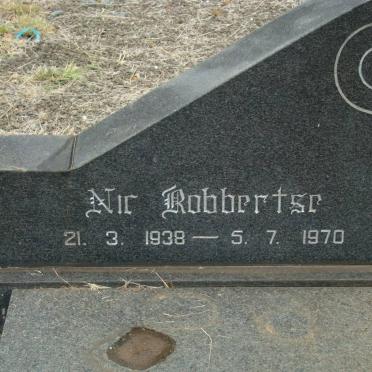 Nic Robbertse
21. 3. 1938 — 5. 7. 1970